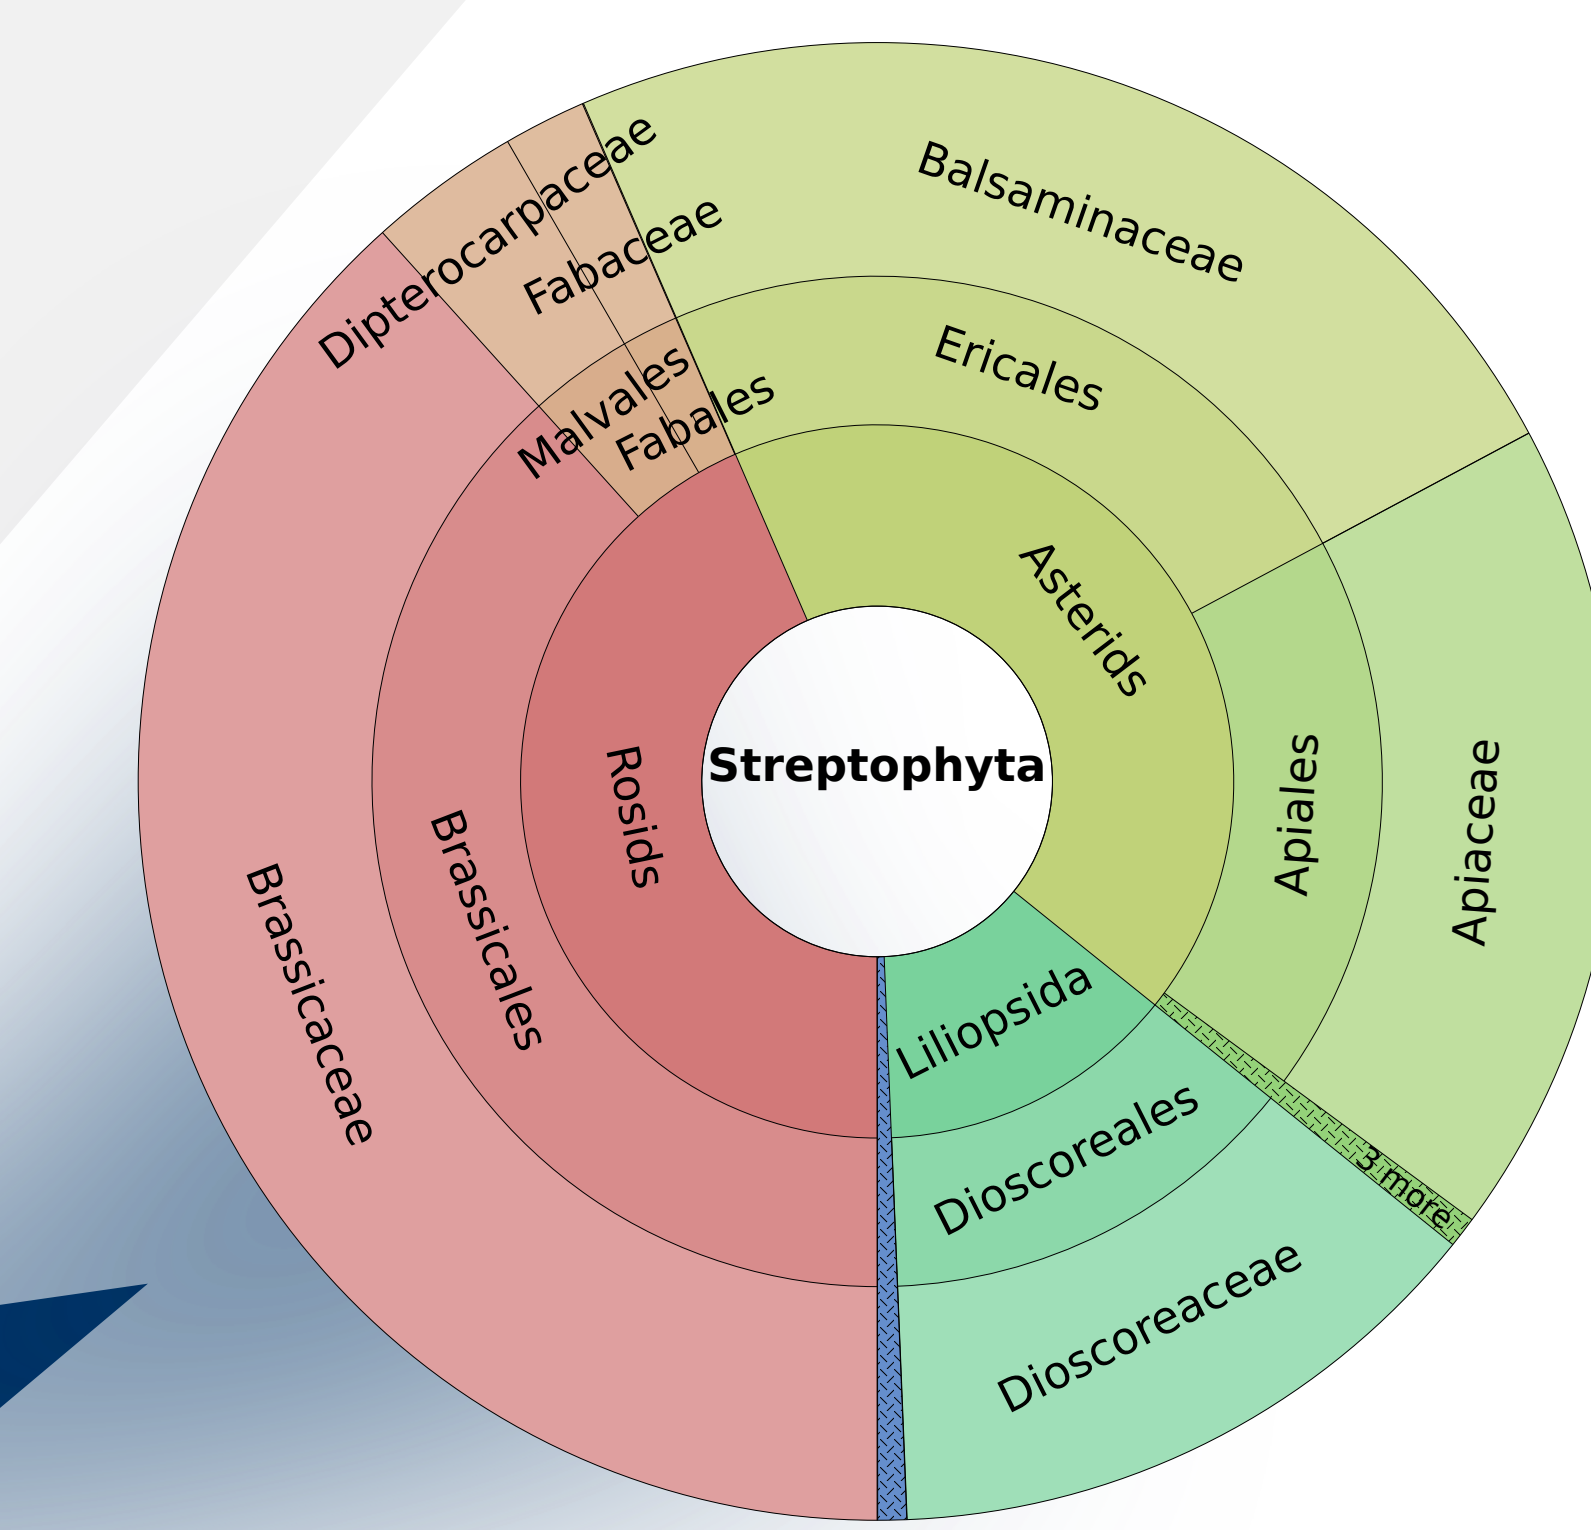 Dipterocarpaceae
Fabaceae
Balsaminaceae
Malvales
Fabales
Ericales
Asterids
Streptophyta
Rosids
Brassicales
Brassicaceae
Apiales
Apiaceae
Liliopsida
Dioscoreales
Dioscoreaceae
3 more